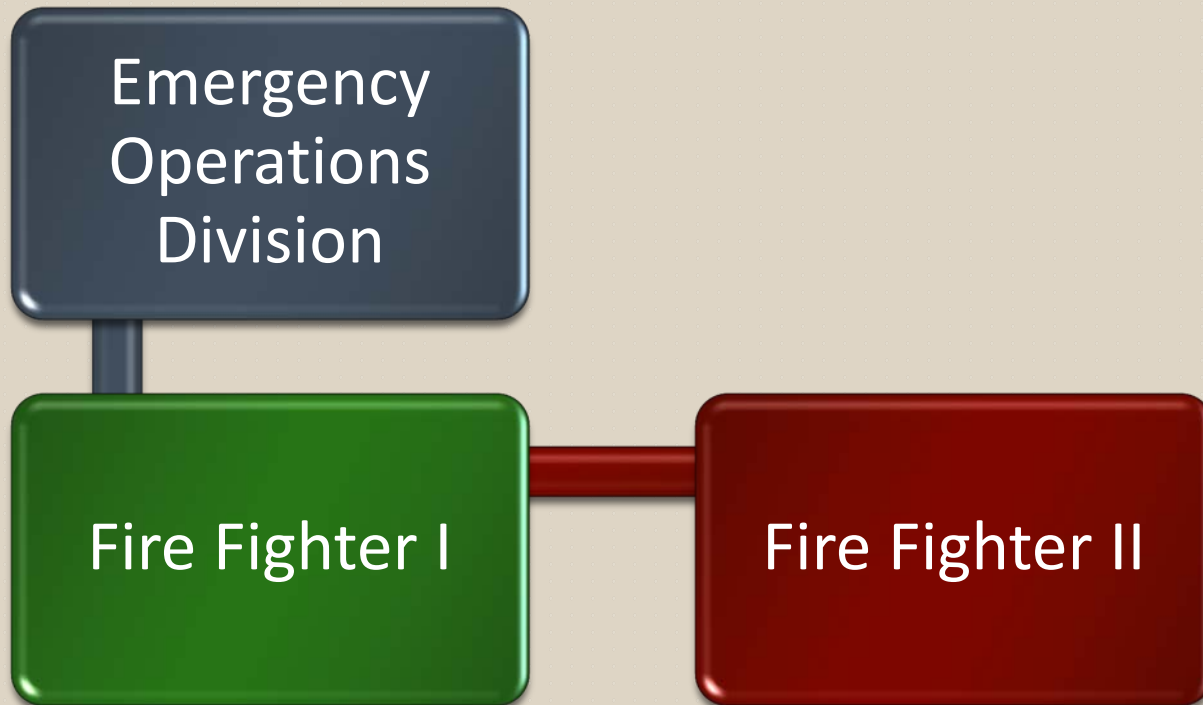 Emergency
Operations
Division
Fire Fighter I
Fire Fighter II